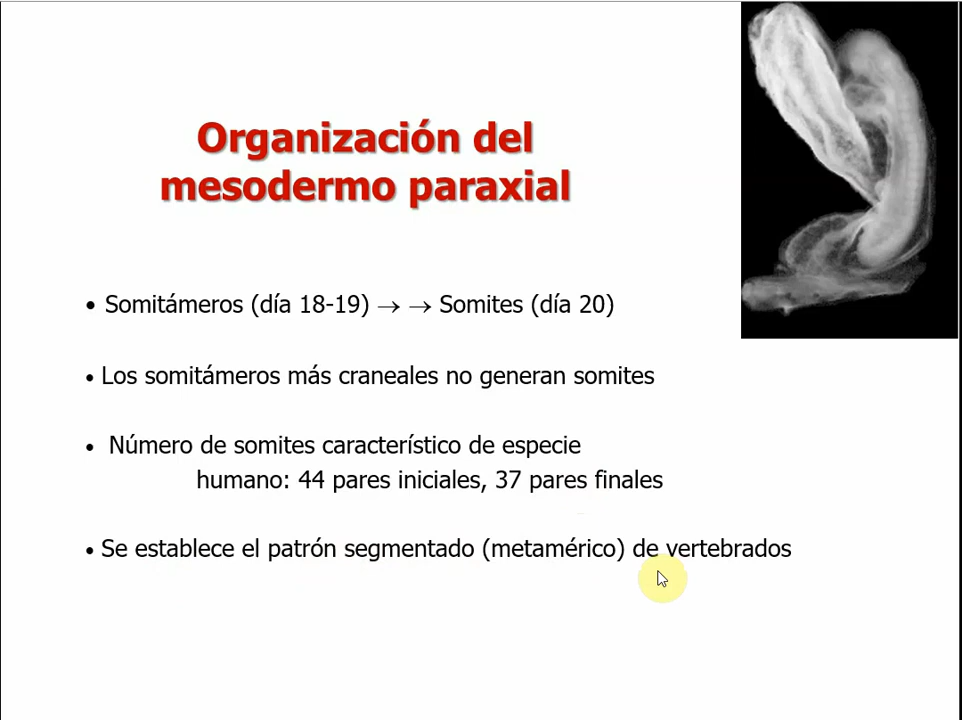 Organización del
mesodermo paraxial
• Somitámeros (día 18-19) → → Somites (día 20)
• Los somitámeros más craneales no generan somites
• Número de somites característico de especie
humano: 44 pares iniciales, 37 pares finales
• Se establece el patrón segmentado (metamérico) de vertebrados